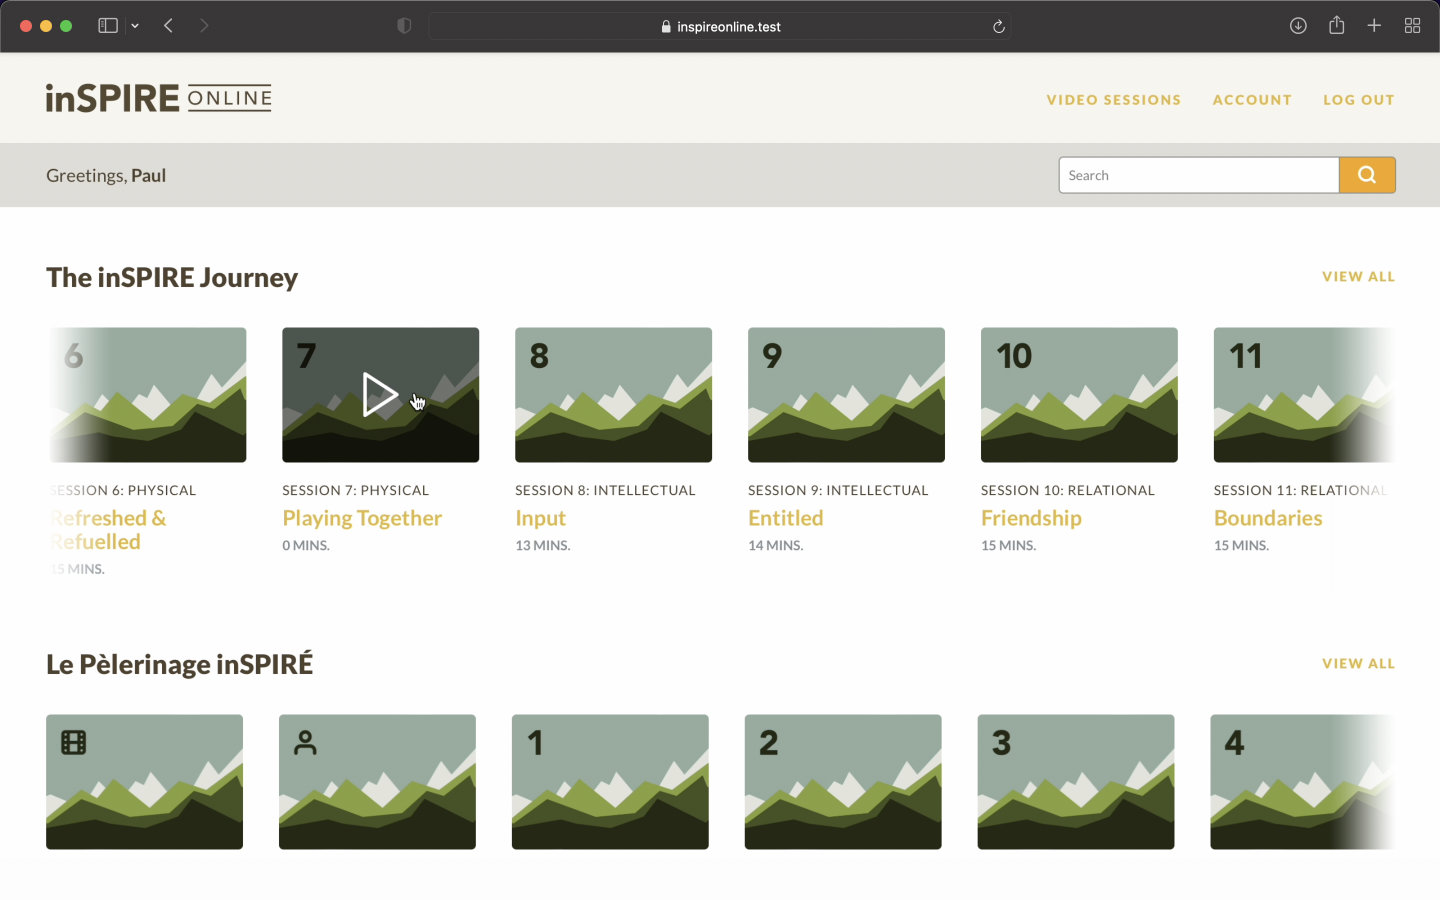 inspireonline.test
inSPIRE ONLINE
VIDEO SESSIONS
ACCOUNT
LOG OUT
Greetings, Paul
Search
The inSPIRE Journey
VIEW ALL
6
7
8
9
10
11
SESSION 6: PHYSICAL
Refreshed &
Refuelled
15 MINS.
SESSION 7: PHYSICAL
Playing Together
0 MINS.
SESSION 8: INTELLECTUAL
Input
13 MINS.
SESSION 9: INTELLECTUAL
Entitled
14 MINS.
SESSION 10: RELATIONAL
Friendship
15 MINS.
SESSION 11: RELATIONAL
Boundaries
15 MINS.
Le Pèlerinage inSPIRÉ
VIEW ALL
1
2
3
4